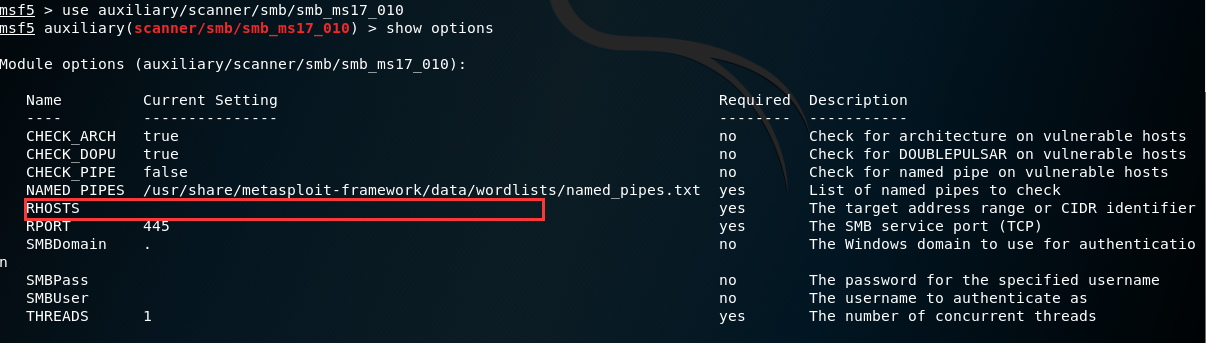 msf5 > use auxiliary/scanner/smb/smb_ms17_010
msf5 auxiliary(scanner/smb/smb_ms17_010) > show options
Module options (auxiliary/scanner/smb/smb_ms17_010):
Name Current Setting Required Description
---- --------------- -------- -----------
CHECK_ARCH true no Check for architecture on vulnerable hosts
CHECK_DOPU true no Check for DOUBLEPULSAR on vulnerable hosts
CHECK_PIPE false no Check for named pipe on vulnerable hosts
NAMED_PIPES /usr/share/metasploit-framework/data/wordlists/named_pipes.txt yes List of named pipes to check
RHOSTS yes The target address range or CIDR identifier
RPORT 445 yes The SMB service port (TCP)
SMBDomain . no The Windows domain to use for authenticatio
n
SMBPass no The password for the specified username
SMBUser no The username to authenticate as
THREADS 1 yes The number of concurrent threads